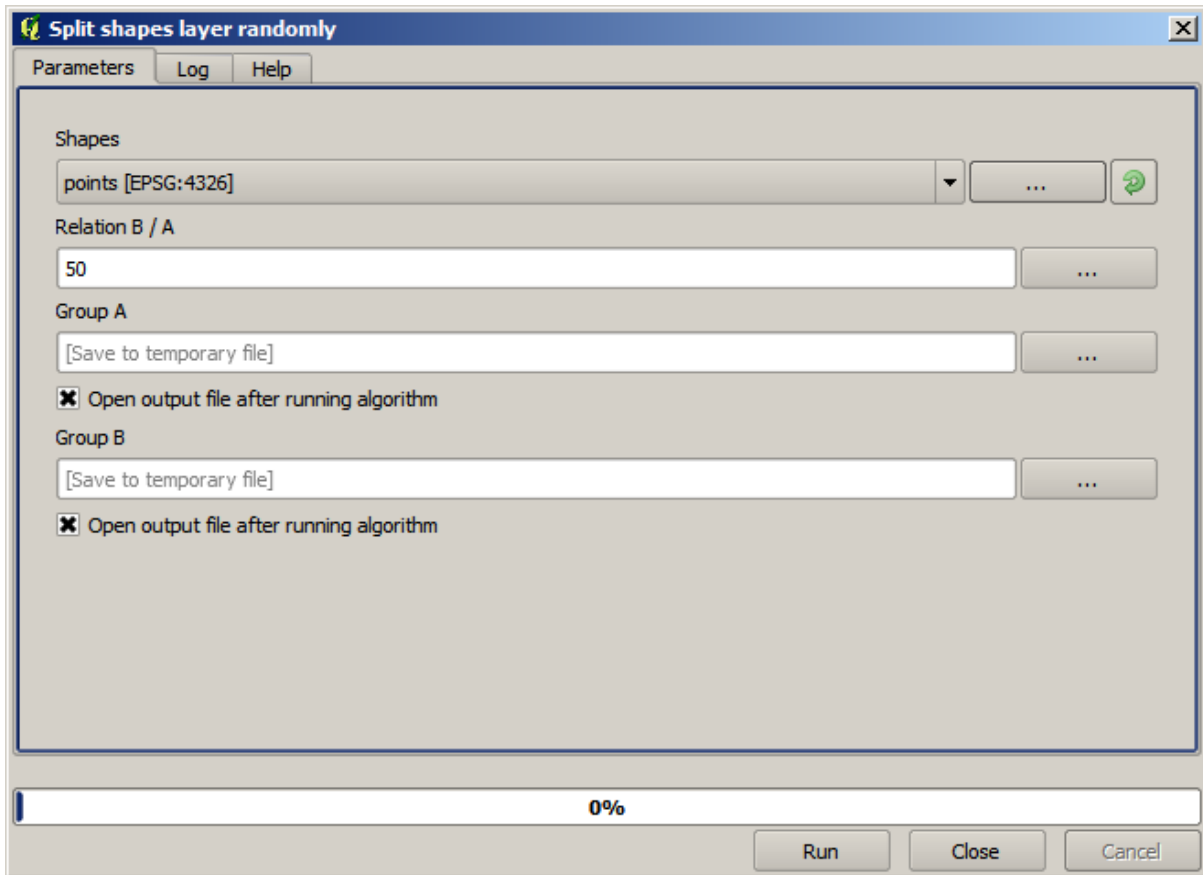 Split shapes layer randomly
Parameters Log Help
Shapes
points [EPSG:4326] ...
Relation B / A
50 ...
Group A
[Save to temporary file] ...
Open output file after running algorithm
Group B
[Save to temporary file] ...
Open output file after running algorithm
0%
Run Close Cancel